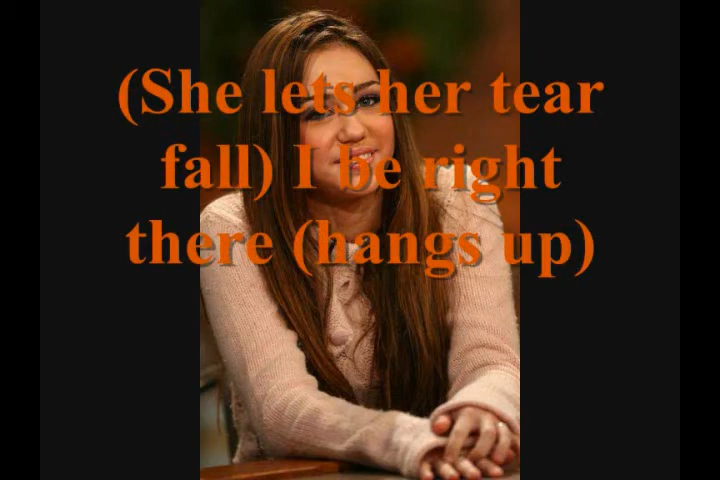 (She lets her tear
fall) I be right
there (hangs up)